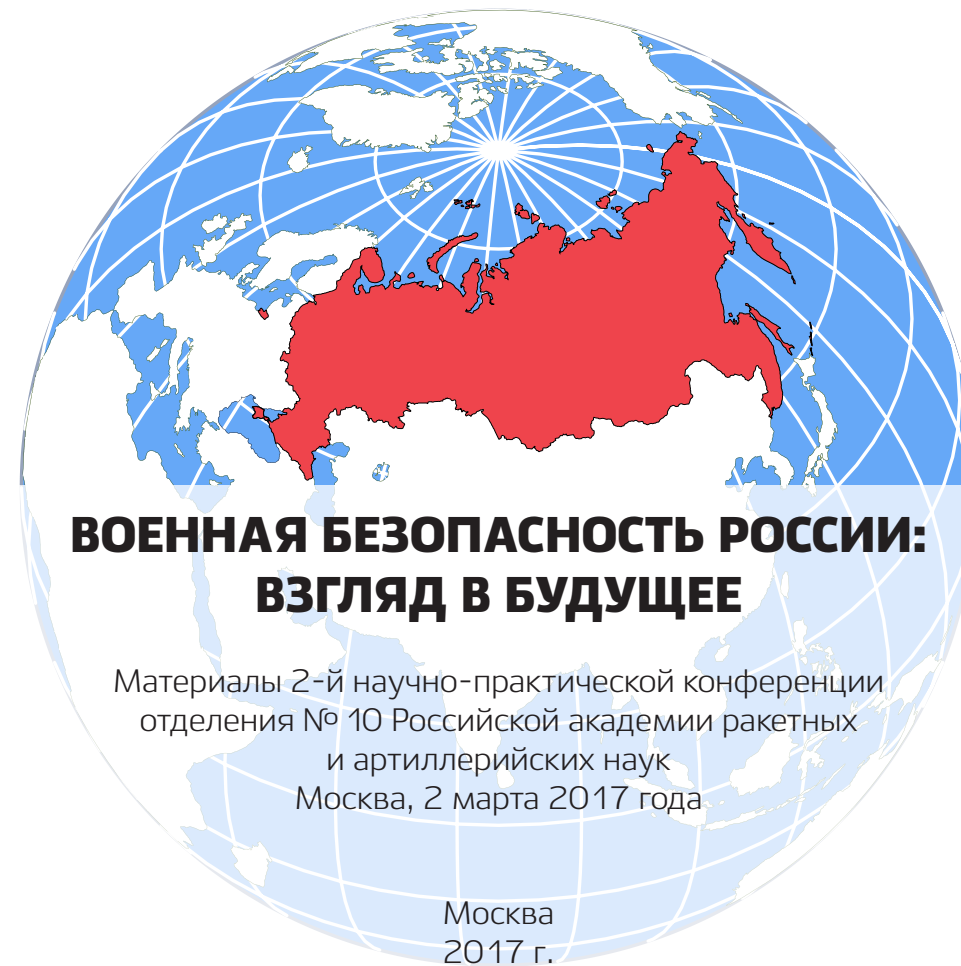 ВОЕННАЯ БЕЗОПАСНОСТЬ РОССИИ:
ВЗГЛЯД В БУДУЩЕЕ
Материалы 2-й научно-практической конференции
отделения № 10 Российской академии ракетных
и артиллерийских наук
Москва, 2 марта 2017 года
Москва
2017 г.